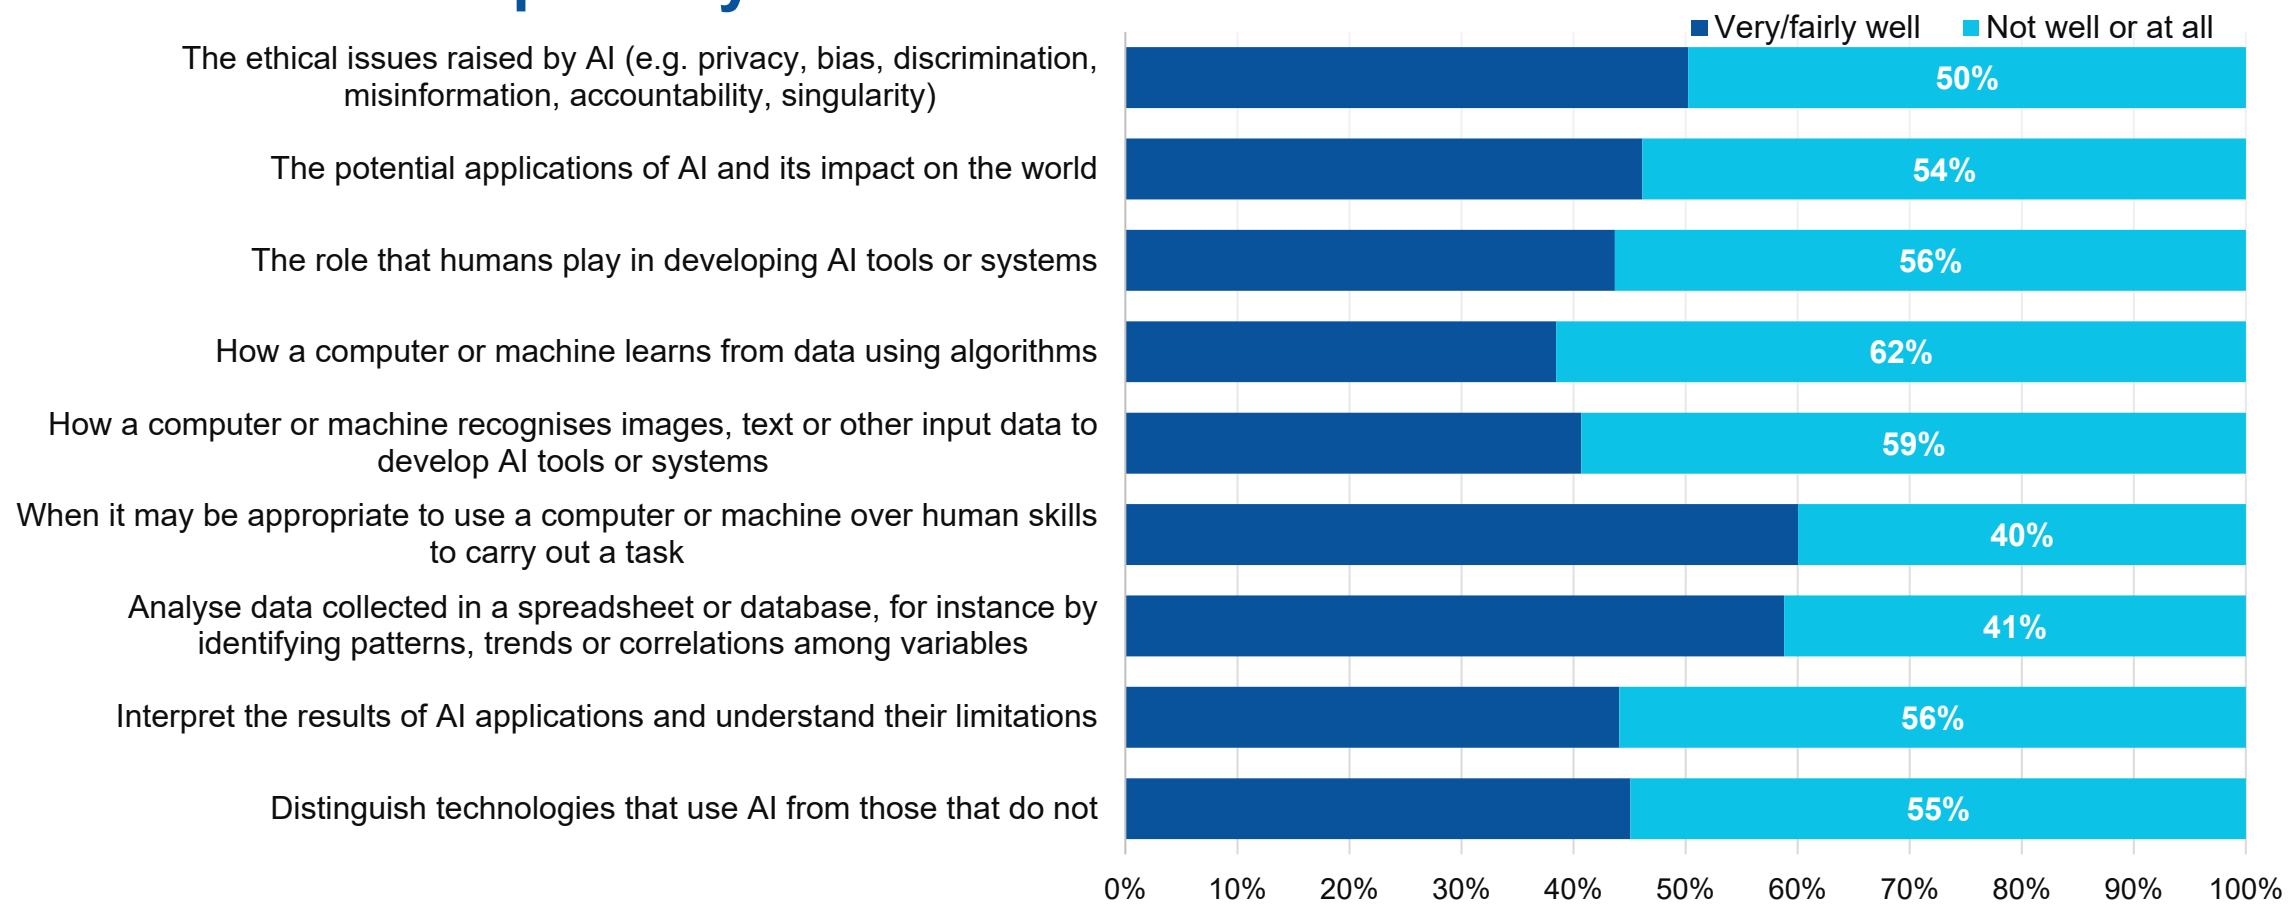 Very/fairly well
Not well or at all
The ethical issues raised by AI (e.g. privacy, bias, discrimination,
misinformation, accountability, singularity)
50%
The potential applications of AI and its impact on the world
54%
The role that humans play in developing AI tools or systems
56%
How a computer or machine learns from data using algorithms
62%
How a computer or machine recognises images, text or other input data to
develop AI tools or systems
59%
When it may be appropriate to use a computer or machine over human skills
to carry out a task
40%
Analyse data collected in a spreadsheet or database, for instance by
identifying patterns, trends or correlations among variables
41%
Interpret the results of AI applications and understand their limitations
56%
Distinguish technologies that use AI from those that do not
55%
0% 10% 20% 30% 40% 50% 60% 70% 80% 90% 100%